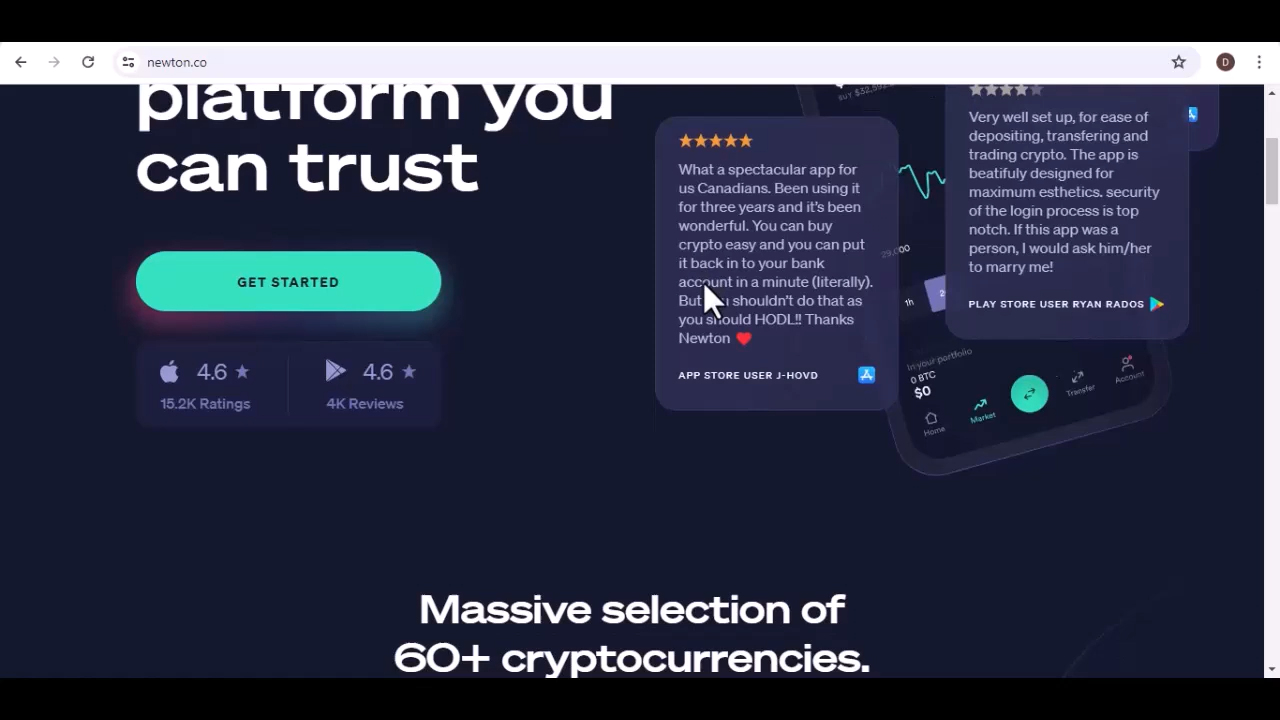 newton.co
D
platform you
can trust
GET STARTED
4.6 ★
15.2K Ratings
4.6 ★
4K Reviews
★★★★★
What a spectacular app for
us Canadians. Been using it
for three years and it's been
wonderful. You can buy
crypto easy and you can put
it back in to your bank
account in a minute (literally).
But you shouldn't do that as
you should HODL!! Thanks
Newton ❤️
APP STORE USER J-HOVD
Very well set up, for ease of
depositing, transfering and
trading crypto. The app is
beatifuly designed for
maximum esthetics. security
of the login process is top
notch. If this app was a
person, I would ask him/her
to marry me!
PLAY STORE USER RYAN RADOS
29,000
1h
In your portfolio
0 BTC
$0
Home
Market
Transfer
Account
Massive selection of
60+ cryptocurrencies.